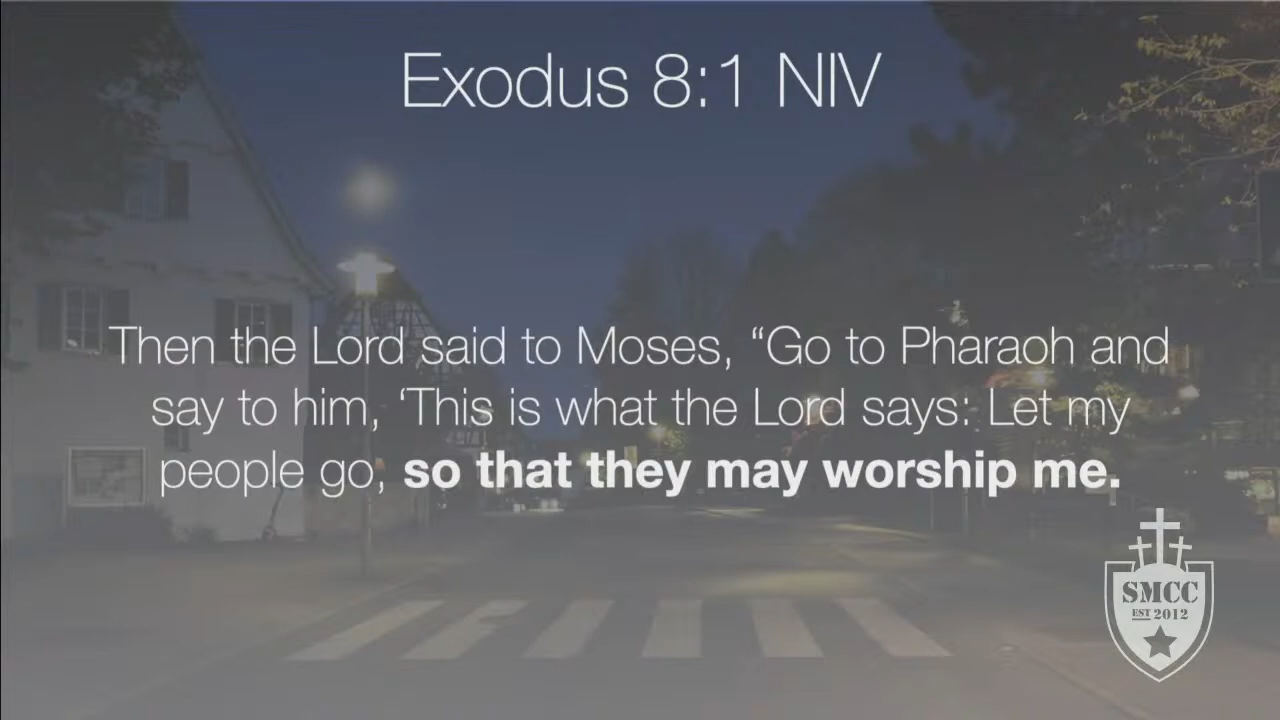 Exodus 8:1 NIV
Then the Lord said to Moses, “Go to Pharaoh and
say to him, ‘This is what the Lord says: Let my
people go, so that they may worship me.
SMCC
EST 2012